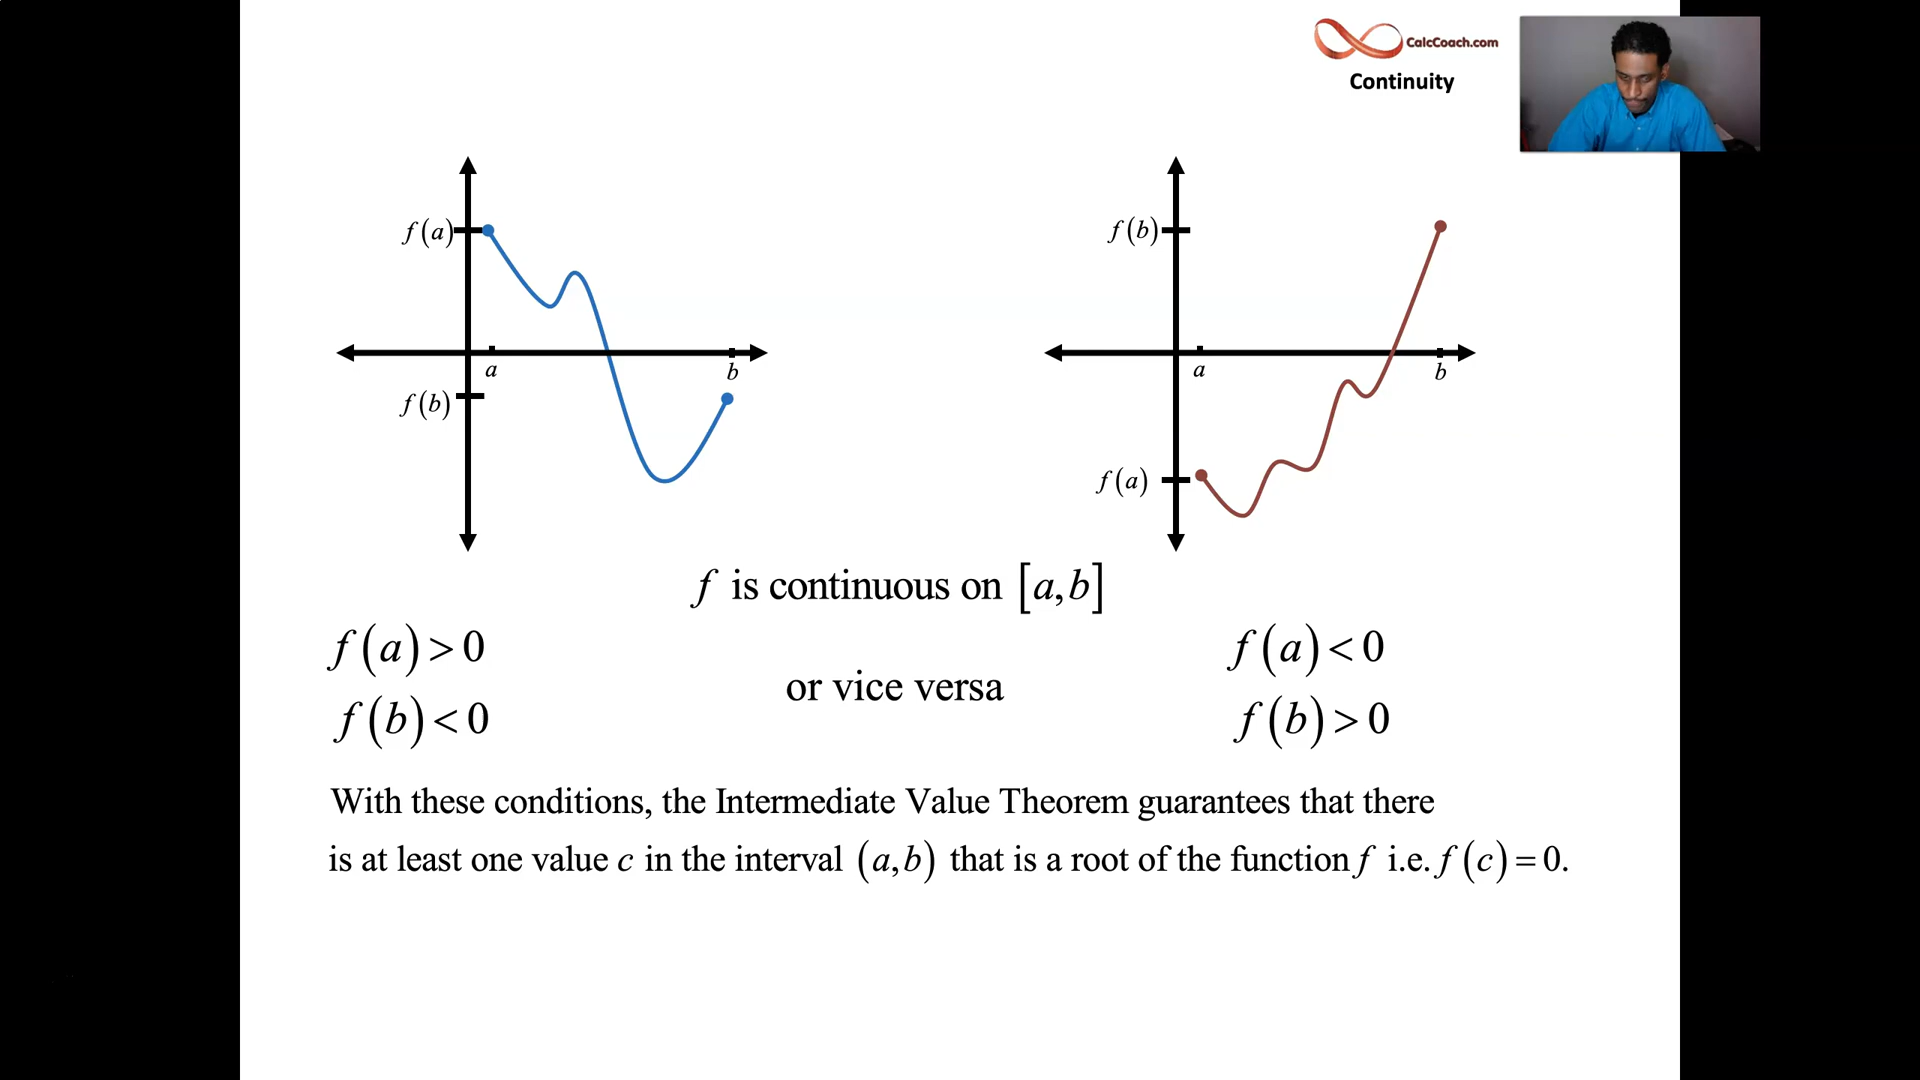 CalcCoach.com
Continuity
f(a)
a
b
f(b)
f(b)
a
b
f(a)
f is continuous on [a,b]
f(a)>0
f(b)<0
or vice versa
f(a)<0
f(b)>0
With these conditions, the Intermediate Value Theorem guarantees that there
is at least one value c in the interval (a,b) that is a root of the function f i.e. f(c)=0.